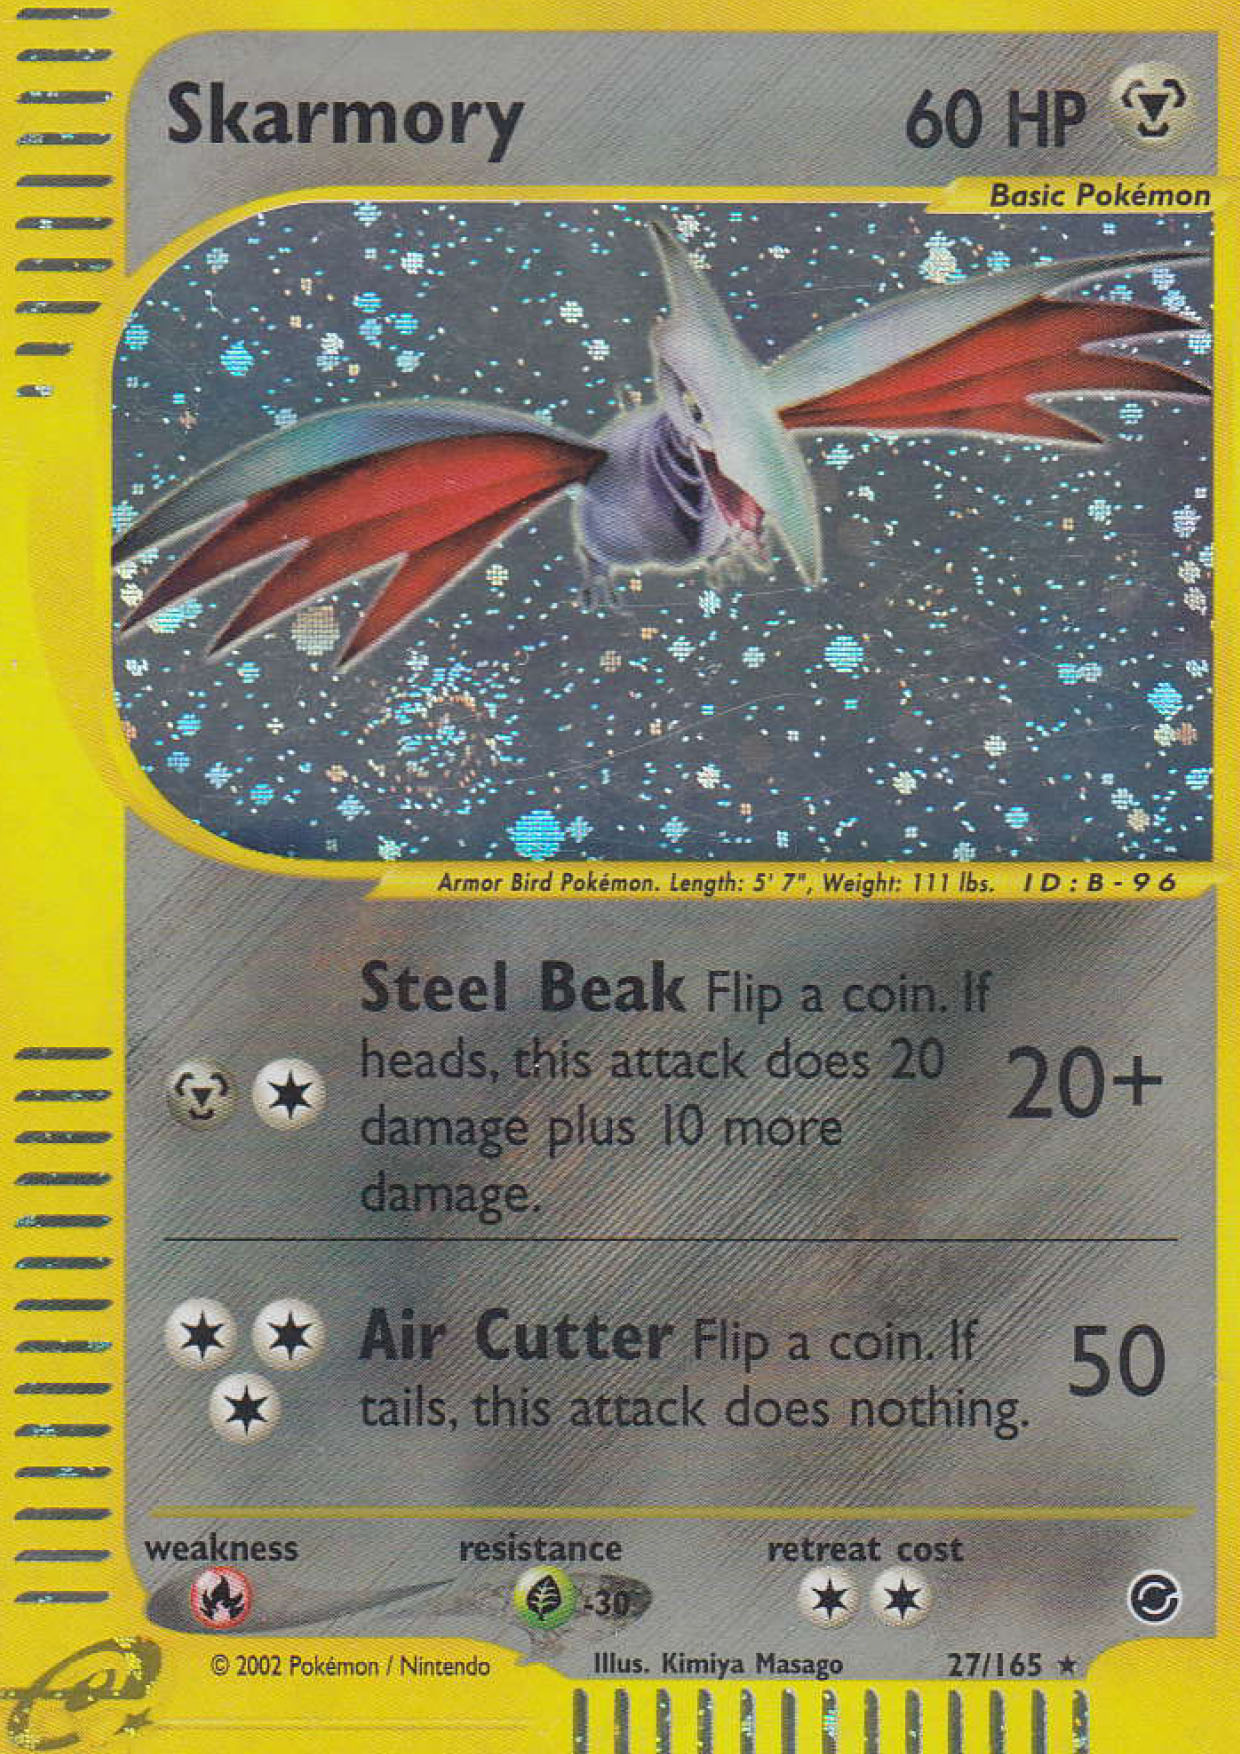 Skarmory 60 HP
Basic Pokémon
Armor Bird Pokémon. Length: 5' 7", Weight: 111 lbs. ID:B-96
Steel Beak Flip a coin. If
heads, this attack does 20
damage plus 10 more
damage.
20+
Air Cutter Flip a coin. If
tails, this attack does nothing.
50
weakness resistance retreat cost
-30
© 2002 Pokémon / Nintendo Illus. Kimiya Masago 27/165 ★